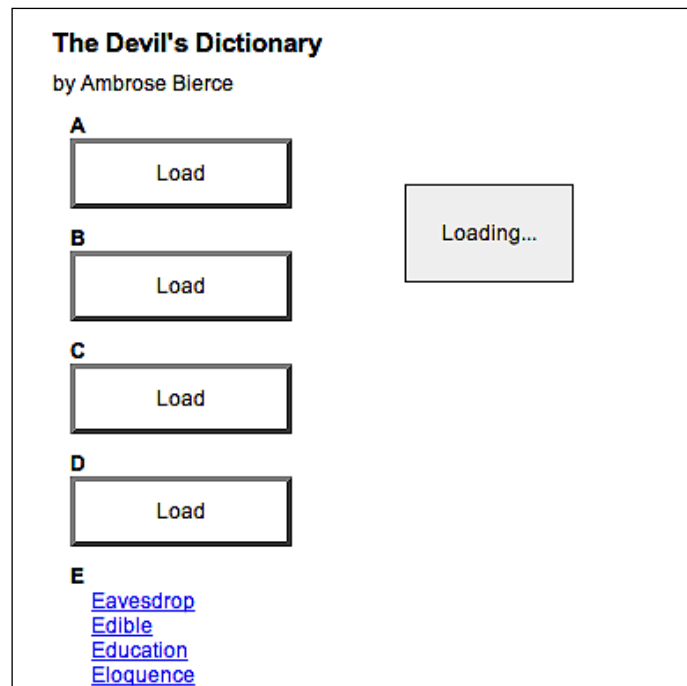 The Devil's Dictionary
by Ambrose Bierce
A
Load
Loading...
B
Load
C
Load
D
Load
E
Eavesdrop
Edible
Education
Eloquence